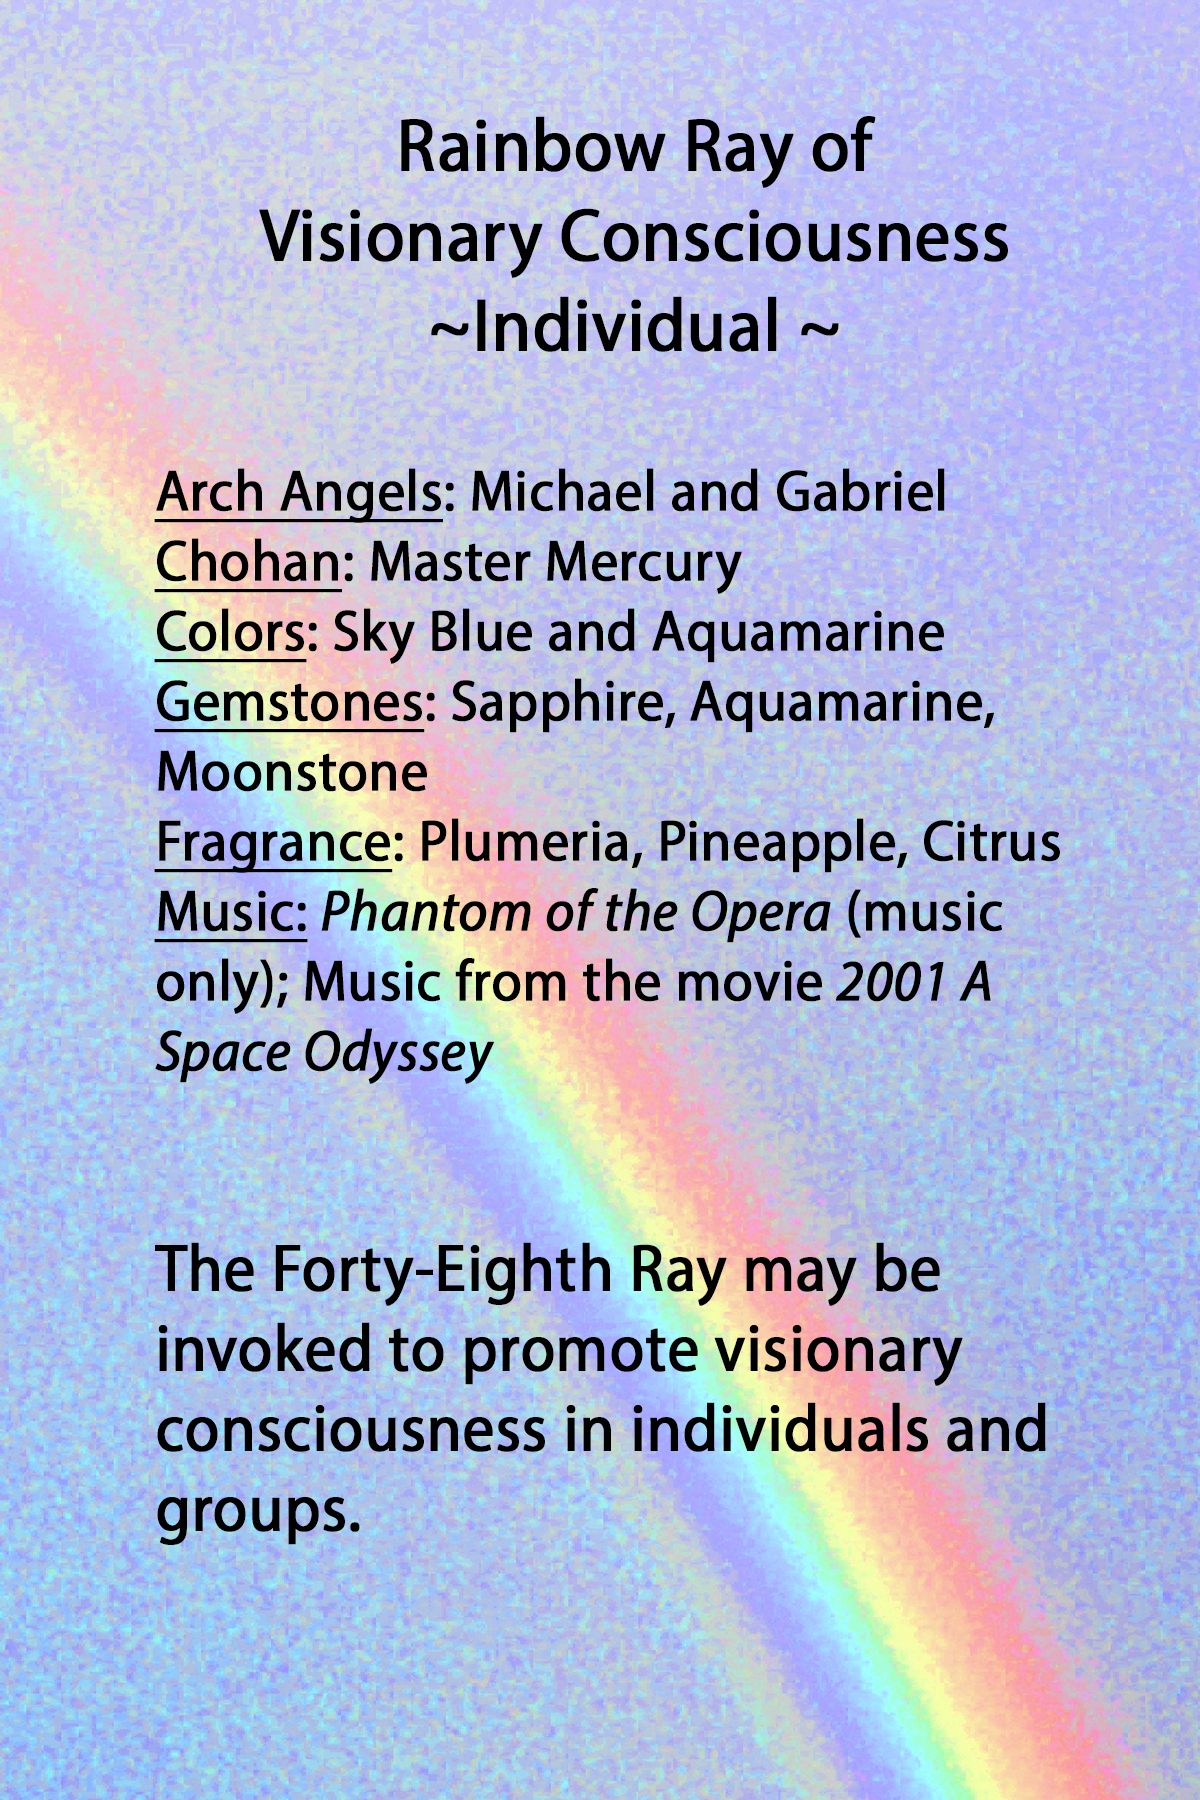 Rainbow Ray of
Visionary Consciousness
~Individual ~
Arch Angels: Michael and Gabriel
Chohan: Master Mercury
Colors: Sky Blue and Aquamarine
Gemstones: Sapphire, Aquamarine,
Moonstone
Fragrance: Plumeria, Pineapple, Citrus
Music: Phantom of the Opera (music
only); Music from the movie 2001 A
Space Odyssey
The Forty-Eighth Ray may be
invoked to promote visionary
consciousness in individuals and
groups.